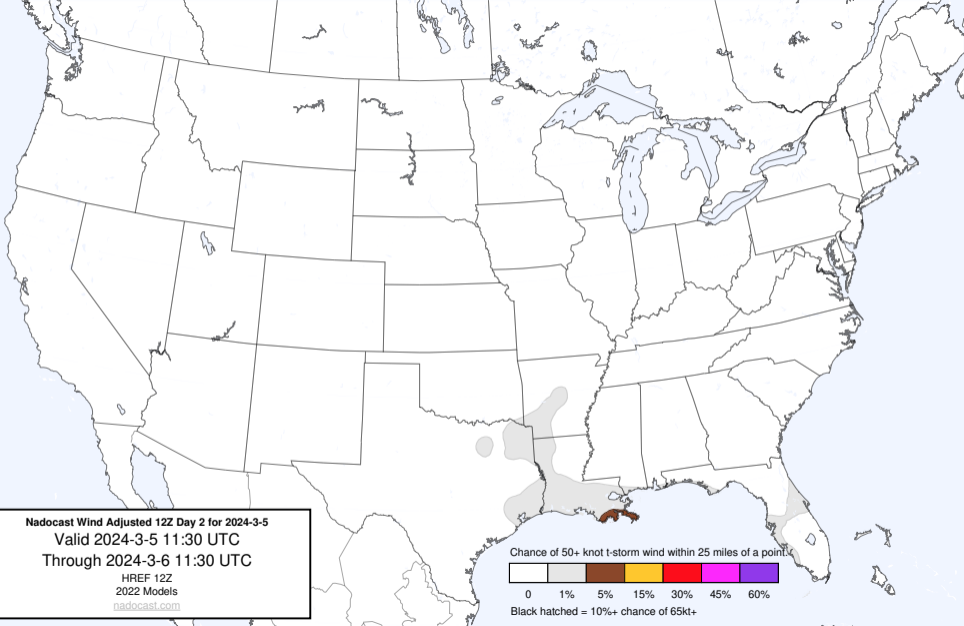 Nadocast Wind Adjusted 12Z Day 2 for 2024-3-5
Valid 2024-3-5 11:30 UTC
Through 2024-3-6 11:30 UTC
HREF 12Z
2022 Models
nadocast.com
Chance of 50+ knot t-storm wind within 25 miles of a point.
0 1% 5% 15% 30% 45% 60%
Black hatched = 10%+ chance of 65kt+